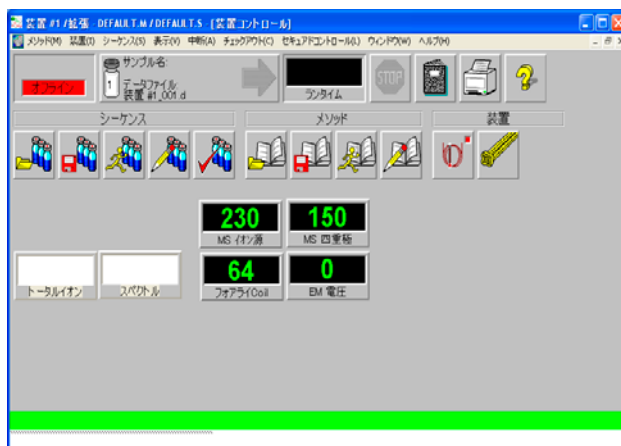 装置 #1/拡張 - DEFAULT.M / DEFAULT.S - [装置コントロール]
メソッド(M) 装置(I) シーケンス(S) 表示(V) 中断(A) チェックアウト(C) セキュアドコントロール(L) ウィンドウ(W) ヘルプ(H)
オフライン
サンプル名:
1
データファイル:
装置 #1_001.d
ランタイム
STOP
シーケンス
メソッド
装置
230
MS イオン源
150
MS 四重極
トータルイオン
スペクトル
64
フォアラインColi
0
EM 電圧